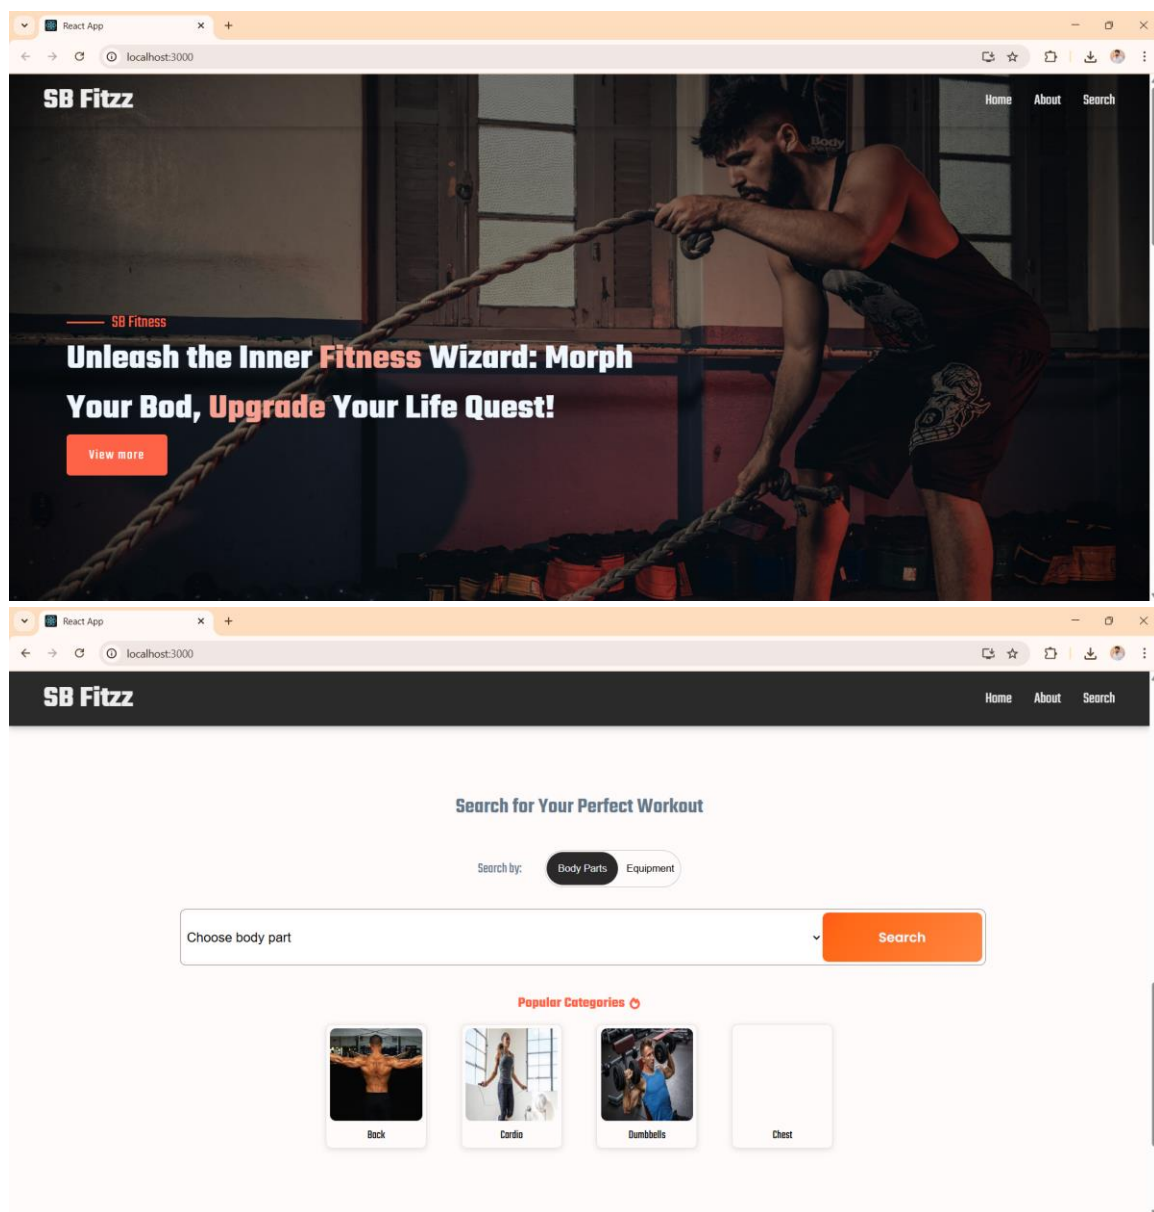 React App
localhost:3000
SB Fitzz
Home About Search
Body
SB Fitness
Unleash the Inner Fitness Wizard: Morph
Your Bod, Upgrade Your Life Quest!
View more
React App
localhost:3000
SB Fitzz
Home About Search
Search for Your Perfect Workout
Search by: Body Parts Equipment
Choose body part Search
Popular Categories
Back Cardio Dumbbells Chest